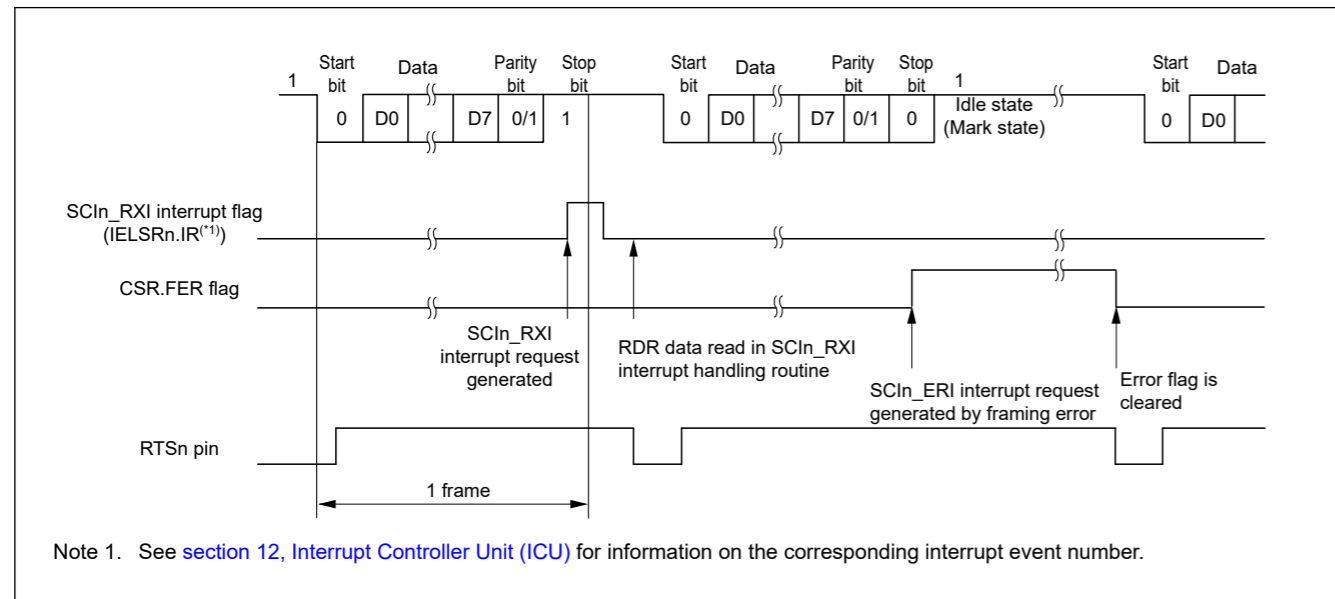 Start bit Data Parity bit Stop bit Start bit Data Parity bit Stop bit Start bit Data
1 0 D0 D7 0/1 1 0 D0 D7 0/1 0 1 0 D0
Idle state
(Mark state)
SCIn_RXI interrupt flag
(IELSRn.IR(*1))
CSR.FER flag
SCIn_RXI
interrupt request
generated
RDR data read in SCIn_RXI
interrupt handling routine
SCIn_ERI interrupt request
generated by framing error
Error flag is
cleared
RTSn pin
1 frame
Note 1. See section 12, Interrupt Controller Unit (ICU) for information on the corresponding interrupt event number.